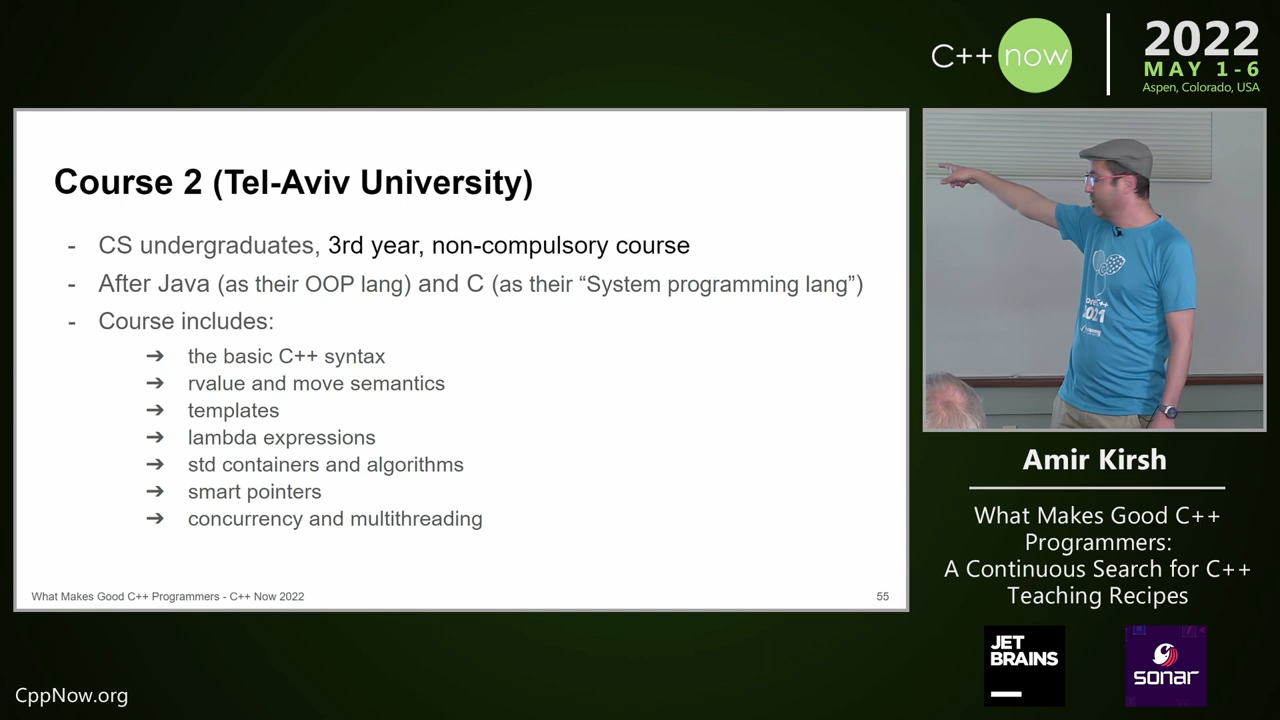 C++ now
2022
MAY 1-6
Aspen, Colorado, USA
Course 2 (Tel-Aviv University)
- CS undergraduates, 3rd year, non-compulsory course
- After Java (as their OOP lang) and C (as their “System programming lang”)
- Course includes:
➔ the basic C++ syntax
➔ rvalue and move semantics
➔ templates
➔ lambda expressions
➔ std containers and algorithms
➔ smart pointers
➔ concurrency and multithreading
What Makes Good C++ Programmers - C++ Now 2022
55
2021
Amir Kirsh
What Makes Good C++
Programmers:
A Continuous Search for C++
Teaching Recipes
JET
BRAINS
sonar
CppNow.org